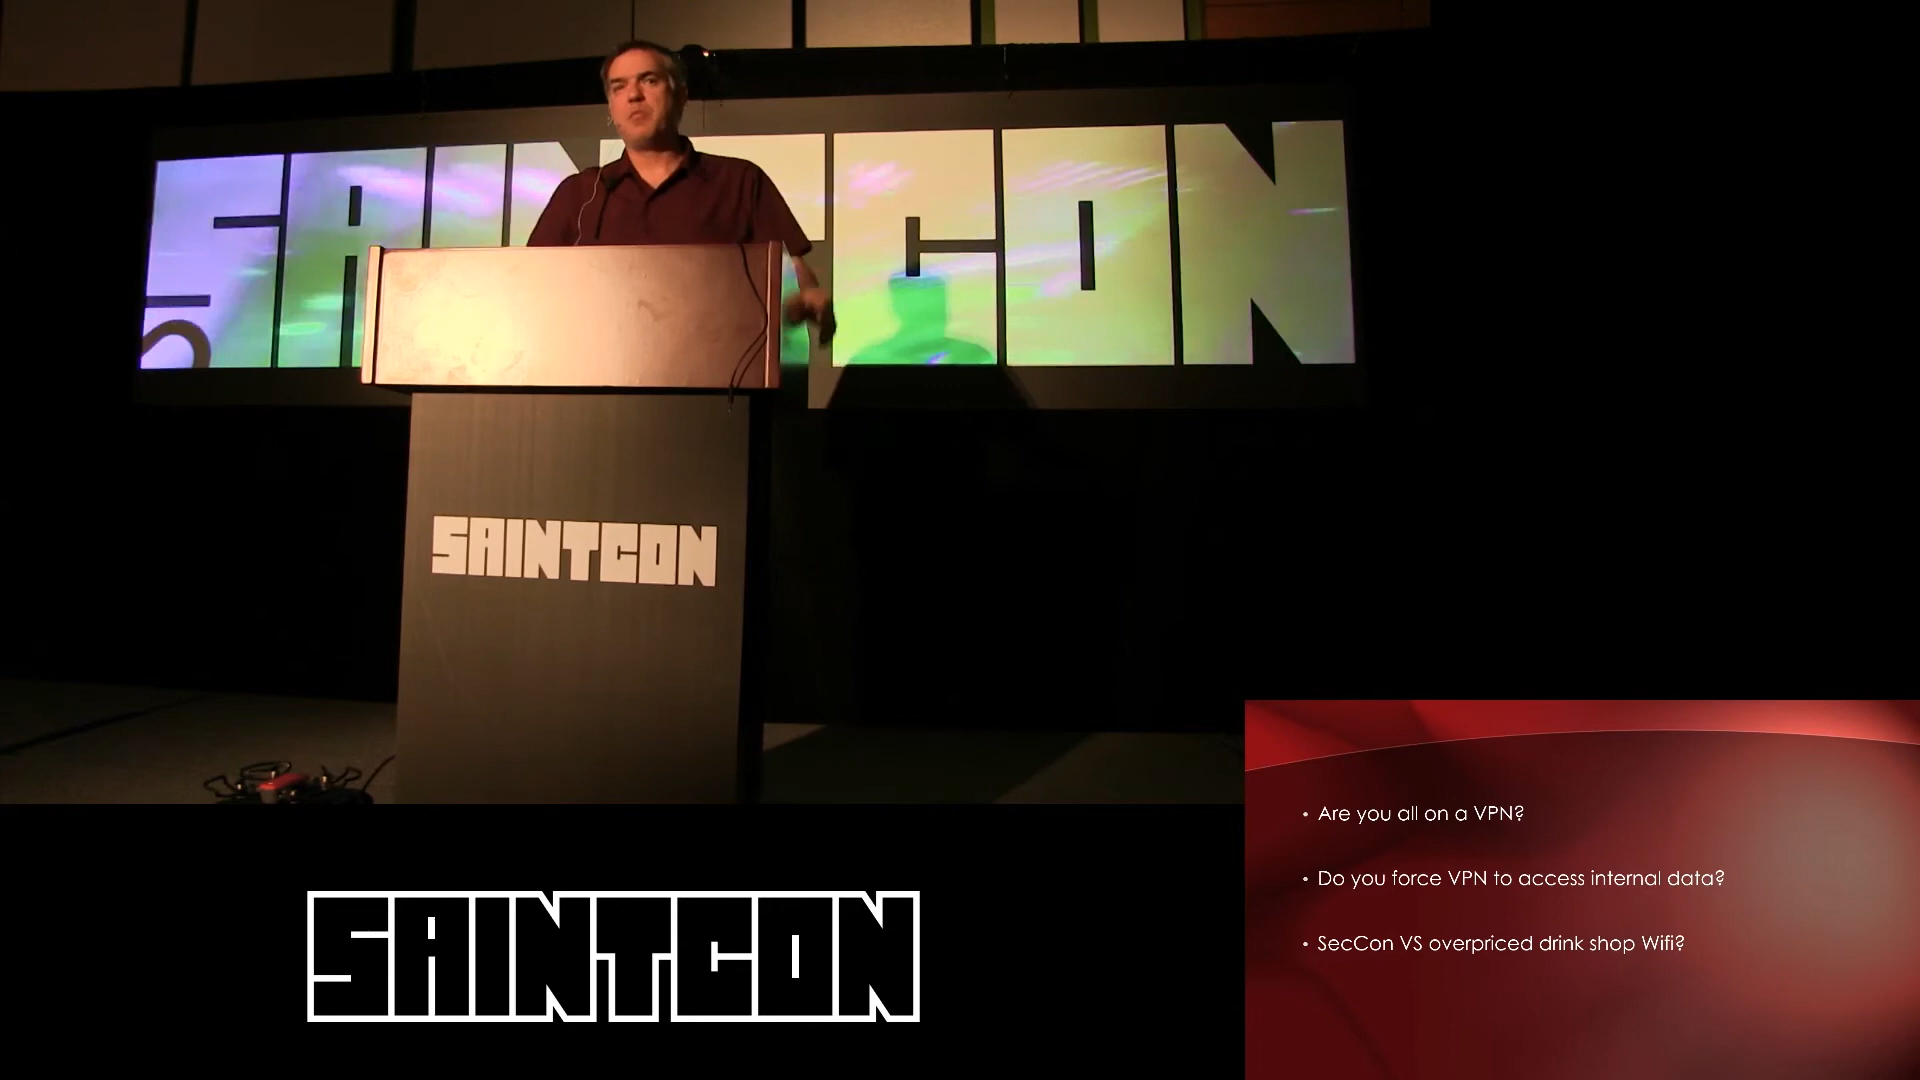 SAINTCON
SAINTCON
SAINTCON
• Are you all on a VPN?
• Do you force VPN to access internal data?
• SecCon VS overpriced drink shop Wifi?